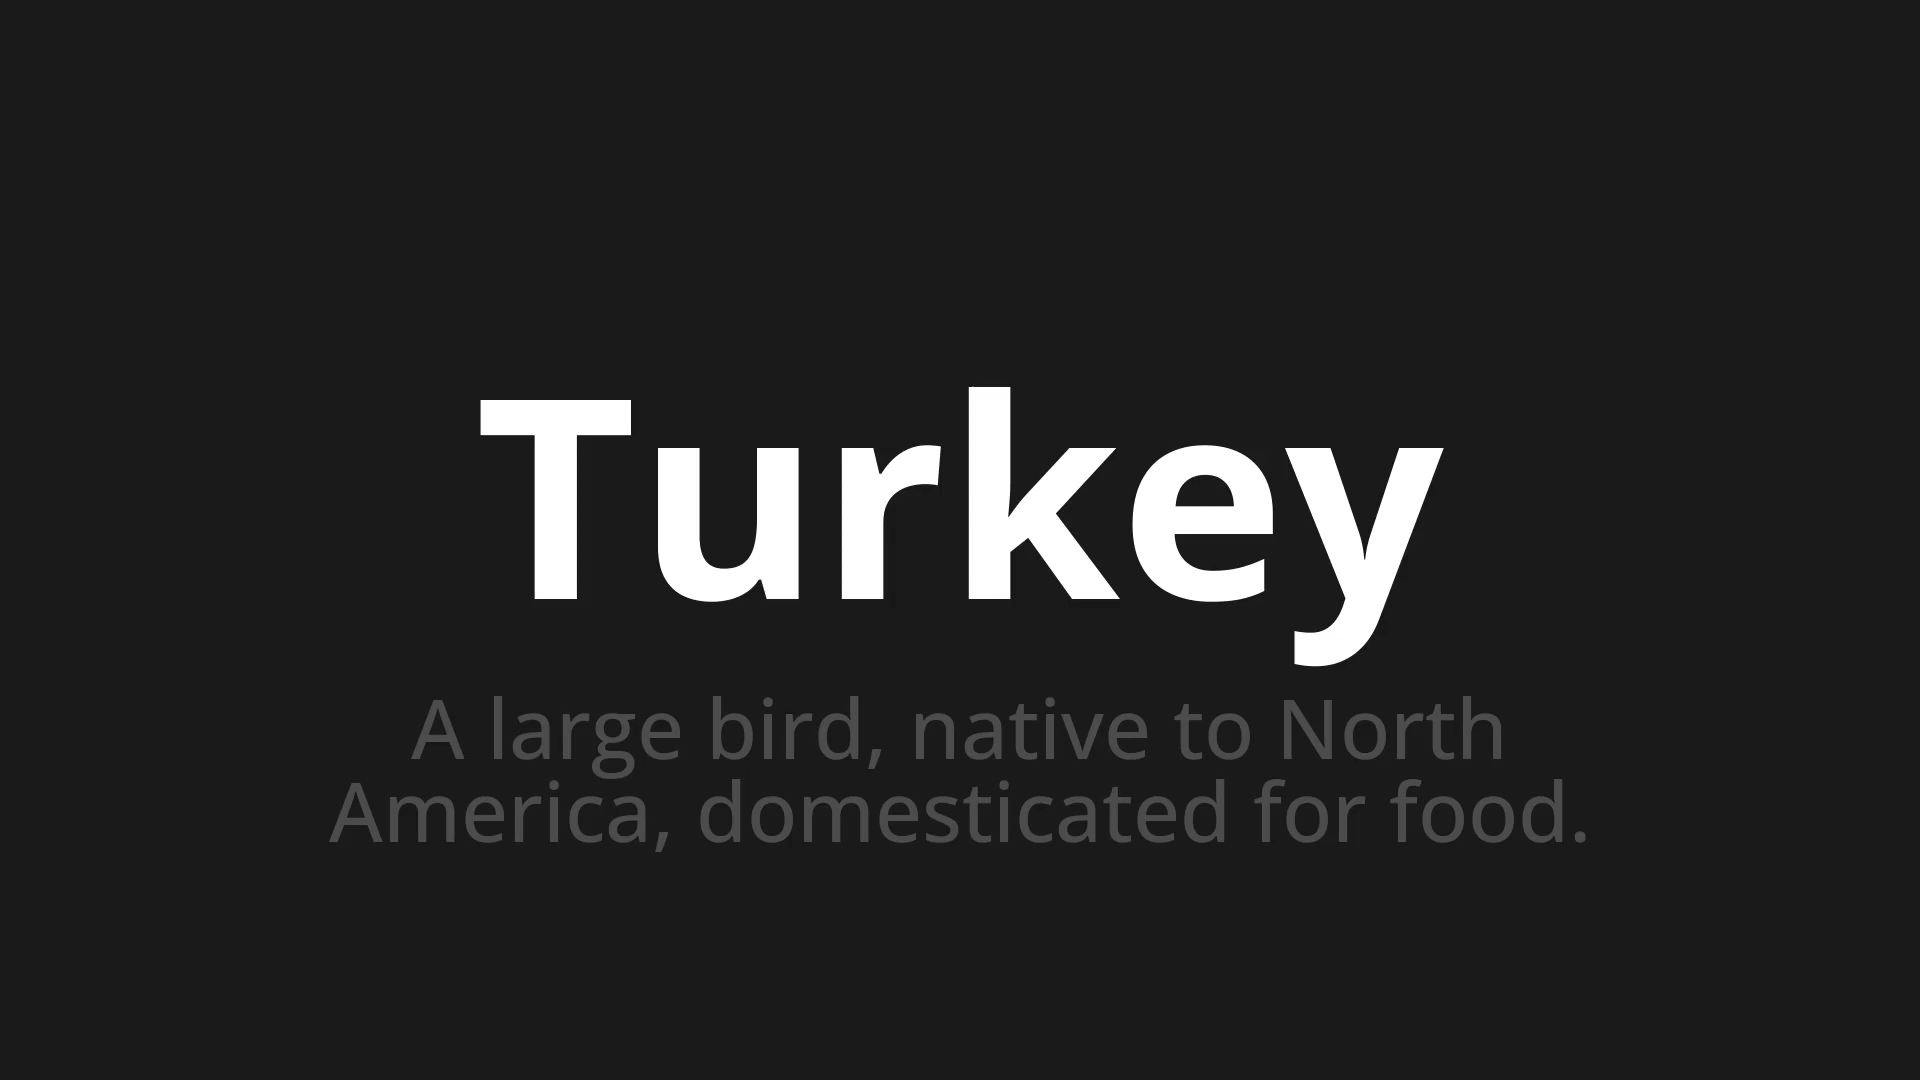 Turkey
A large bird, native to North
America, domesticated for food.